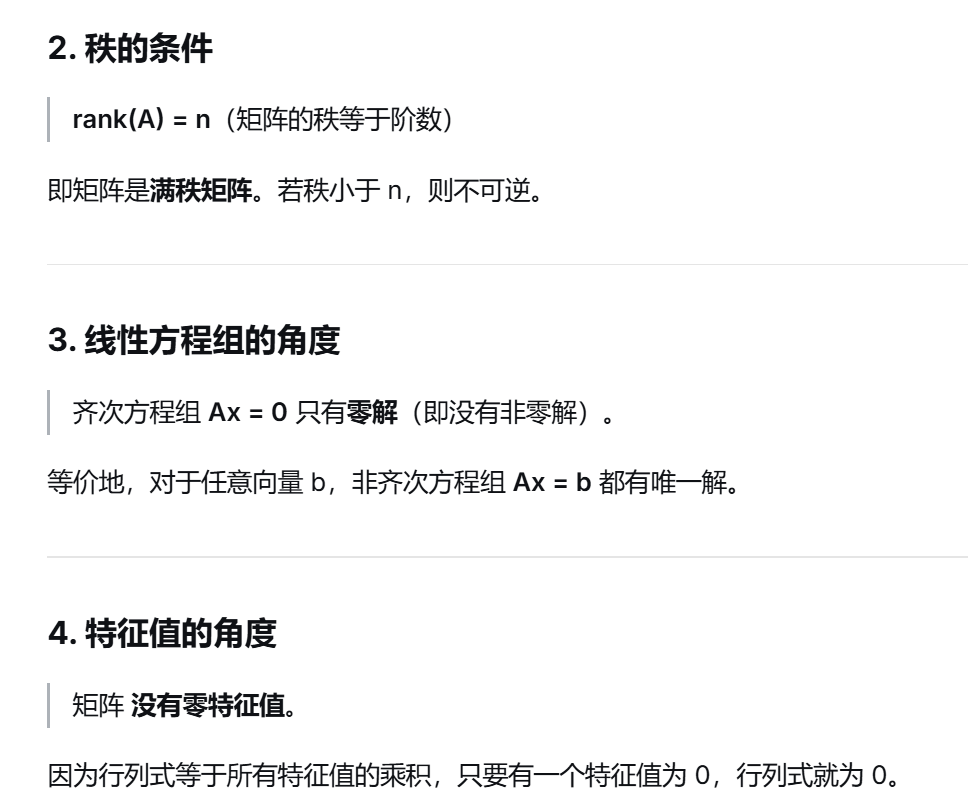 2. 秩的条件
rank(A) = n（矩阵的秩等于阶数）
即矩阵是满秩矩阵。若秩小于 n，则不可逆。
3. 线性方程组的角度
齐次方程组 Ax = 0 只有零解（即没有非零解）。
等价地，对于任意向量 b，非齐次方程组 Ax = b 都有唯一解。
4. 特征值的角度
矩阵 没有零特征值。
因为行列式等于所有特征值的乘积，只要有一个特征值为 0，行列式就为 0。